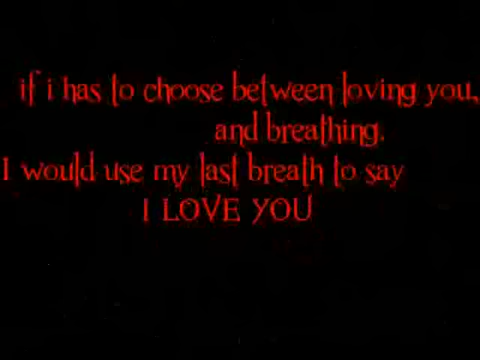 if i has to choose between loving you,
and breathing.
I would use my last breath to say
I LOVE YOU